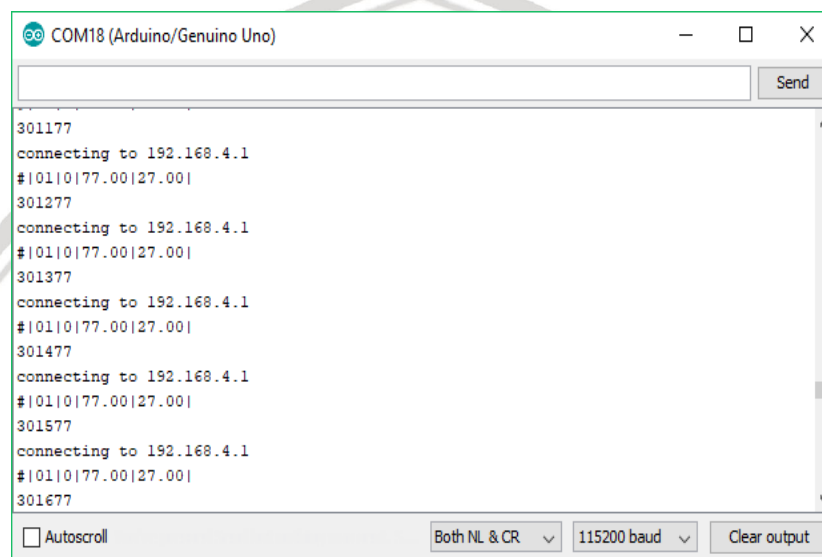 COM18 (Arduino/Genuino Uno)
Send
301177
connecting to 192.168.4.1
#|01|0|77.00|27.00|
301277
connecting to 192.168.4.1
#|01|0|77.00|27.00|
301377
connecting to 192.168.4.1
#|01|0|77.00|27.00|
301477
connecting to 192.168.4.1
#|01|0|77.00|27.00|
301577
connecting to 192.168.4.1
#|01|0|77.00|27.00|
301677
Autoscroll Both NL & CR 115200 baud Clear output